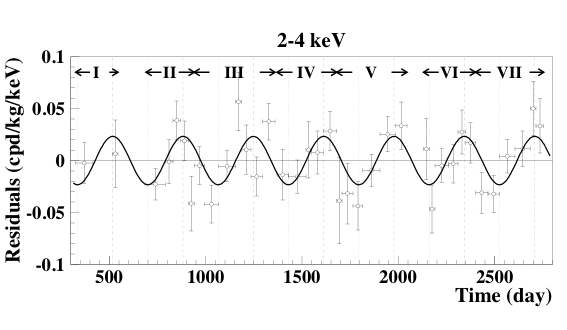 2-4 keV
Residuals (cpd/kg/keV)
0.1
0.05
0
-0.05
-0.1
I II III IV V VI VII
500 1000 1500 2000 2500
Time (day)